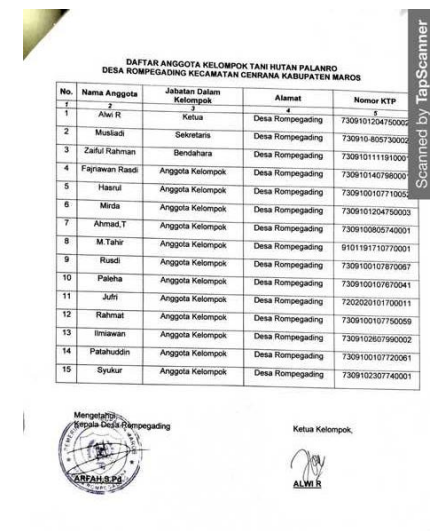 DAFTAR ANGGOTA KELOMPOK TANI HUTAN PALANRO
DESA ROMPEGADING KECAMATAN CENRANA KABUPATEN MAROS
No. Nama Anggota Jabatan Dalam Kelompok Alamat Nomor KTP
1 2 3 4 5
1 Alwi R Ketua Desa Rompegading
2 Musliadi Sekretaris Desa Rompegading
3 Zaiful Rahman Bendahara Desa Rompegading
4 Fajriawan Rasdi Anggota Kelompok Desa Rompegading
5 Hasrul Anggota Kelompok Desa Rompegading
6 Mirda Anggota Kelompok Desa Rompegading 7309101204750003
7 Ahmad,T Anggota Kelompok Desa Rompegading 7309100805740001
8 M.Tahir Anggota Kelompok Desa Rompegading 9101191710770001
9 Rusdi Anggota Kelompok Desa Rompegading 7309100107870067
10 Paleha Anggota Kelompok Desa Rompegading 7309100107670041
11 Jufri Anggota Kelompok Desa Rompegading 7202020101700011
12 Rahmat Anggota Kelompok Desa Rompegading 7309100107750059
13 Ilmiawan Anggota Kelompok Desa Rompegading 7309102607990002
14 Patahuddin Anggota Kelompok Desa Rompegading 7309100107720061
15 Syukur Anggota Kelompok Desa Rompegading 7309102307740001
Mengetahui,
Kepala Desa Rompegading
Ketua Kelompok,
ARFAH,S.Pd
ALWI R
Scanned by TapScanner